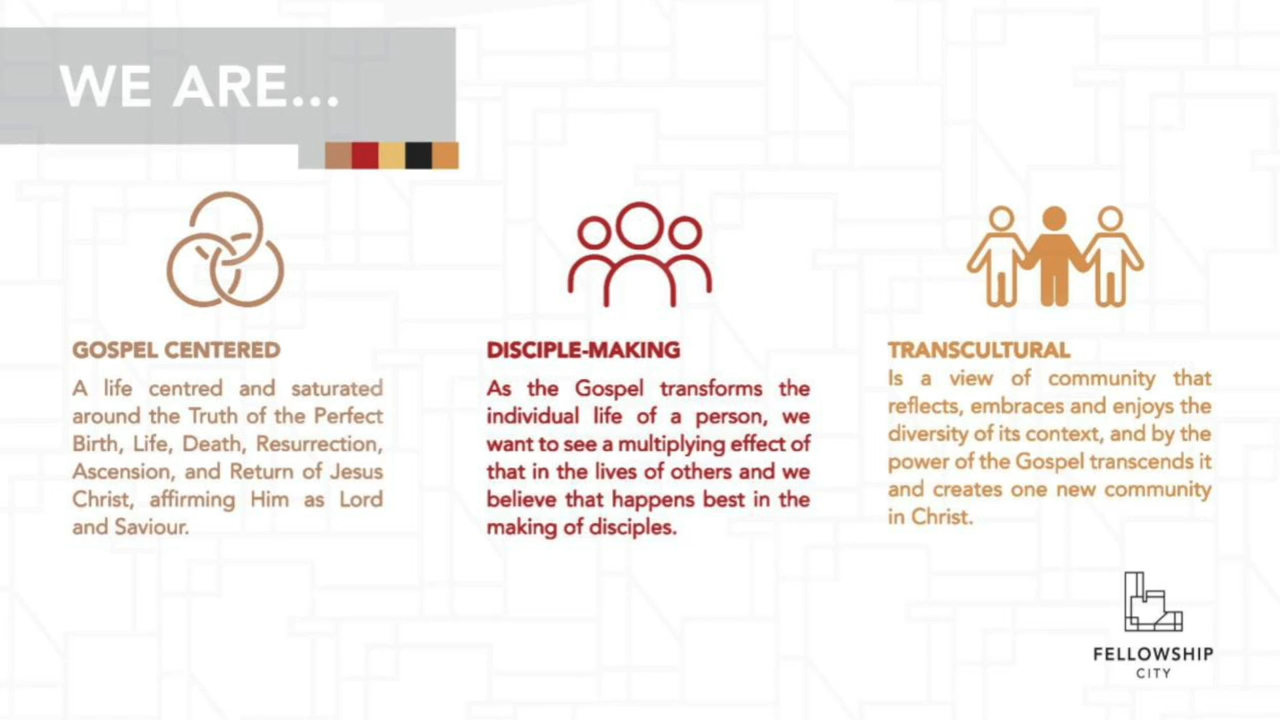 WE ARE...
GOSPEL CENTERED
A life centred and saturated
around the Truth of the Perfect
Birth, Life, Death, Resurrection,
Ascension, and Return of Jesus
Christ, affirming Him as Lord
and Saviour.
DISCIPLE-MAKING
As the Gospel transforms the
individual life of a person, we
want to see a multiplying effect of
that in the lives of others and we
believe that happens best in the
making of disciples.
TRANSCULTURAL
Is a view of community that
reflects, embraces and enjoys the
diversity of its context, and by the
power of the Gospel transcends it
and creates one new community
in Christ.
FELLOWSHIP
CITY